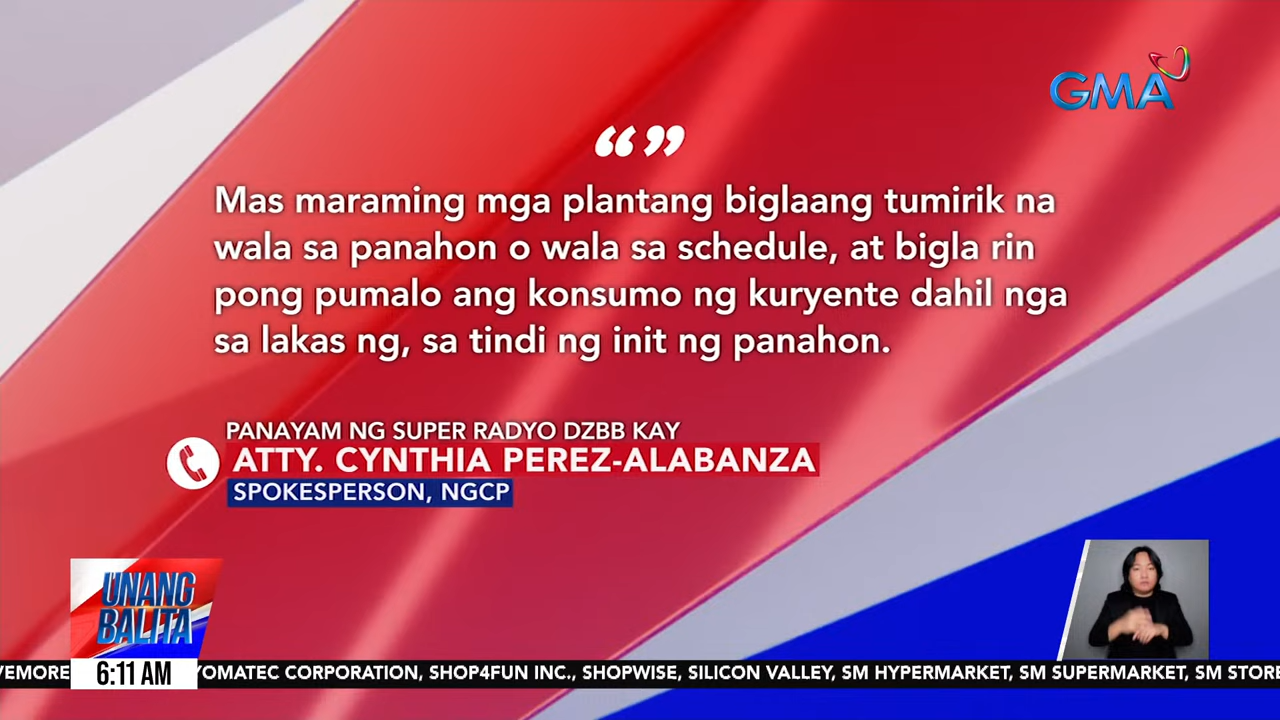 GMA
“ ”
Mas maraming mga plantang biglaang tumirik na
wala sa panahon o wala sa schedule, at bigla rin
pong pumalo ang konsumo ng kuryente dahil nga
sa lakas ng, sa tindi ng init ng panahon.
PANAYAM NG SUPER RADYO DZBB KAY
ATTY. CYNTHIA PEREZ-ALABANZA
SPOKESPERSON, NGCP
UNANG
BALITA
6:11 AM
VEMORE
YOMATEC CORPORATION, SHOP4FUN INC., SHOPWISE, SILICON VALLEY, SM HYPERMARKET, SM SUPERMARKET, SM STORE